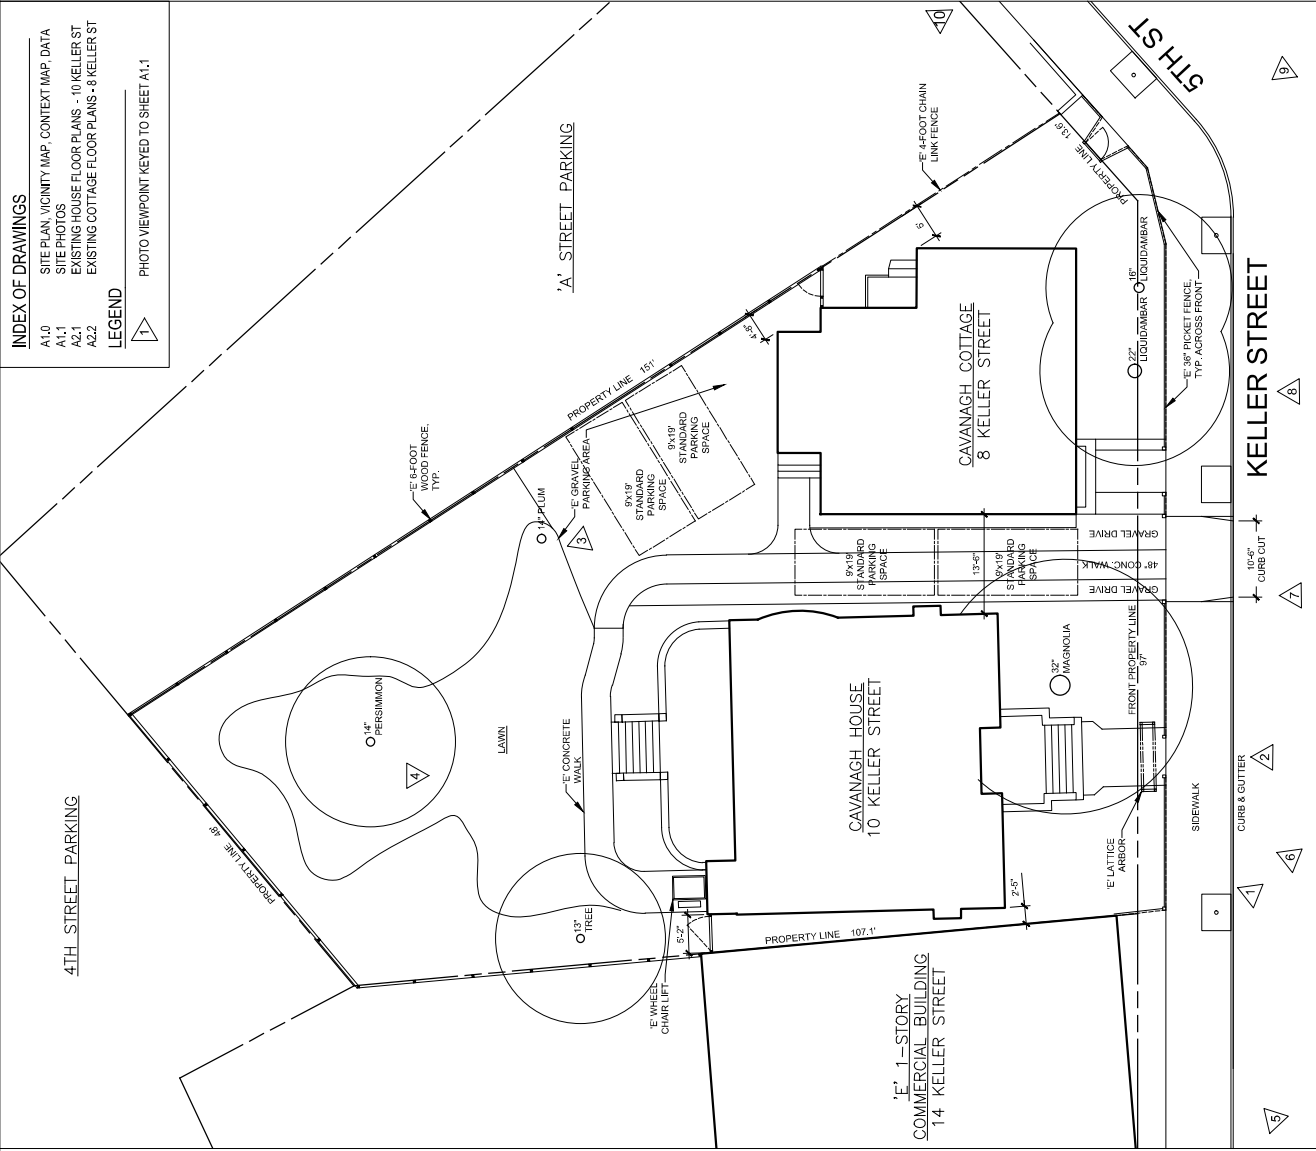 INDEX OF DRAWINGS
A1.0 SITE PLAN, VICINITY MAP, CONTEXT MAP, DATA
A1.1 SITE PHOTOS
A2.1 EXISTING HOUSE FLOOR PLANS - 10 KELLER ST
A2.2 EXISTING COTTAGE FLOOR PLANS - 8 KELLER ST
LEGEND
1 PHOTO VIEWPOINT KEYED TO SHEET A1.1
4TH STREET PARKING
'A' STREET PARKING
5TH ST
10
9
'E' 4-FOOT CHAIN
LINK FENCE
13.6'
PROPERTY LINE
5'
'E' 6-FOOT
WOOD FENCE,
TYP.
PROPERTY LINE 151'
4'-9"
9'x19'
STANDARD
PARKING
SPACE
9'x19'
STANDARD
PARKING
SPACE
'E' GRAVEL
PARKING AREA
14" PLUM
3
CAVANAGH COTTAGE
8 KELLER STREET
16"
LIQUIDAMBAR
22"
LIQUIDAMBAR
'E' 36" PICKET FENCE,
TYP. ACROSS FRONT
KELLER STREET
8
9'x19'
STANDARD
PARKING
SPACE
13'-6"
9'x19'
STANDARD
PARKING
SPACE
GRAVEL DRIVE
48" CONC. WALK
GRAVEL DRIVE
10'-6"
CURB CUT
7
PROPERTY LINE
48'
14"
PERSIMMON
4
LAWN
'E' CONCRETE
WALK
CAVANAGH HOUSE
10 KELLER STREET
32"
MAGNOLIA
FRONT PROPERTY LINE
97'
SIDEWALK
CURB & GUTTER
2
'E' LATTICE
ARBOR
6
1
13"
TREE
5'-2"
2'-5"
PROPERTY LINE 107.1'
'E' WHEEL
CHAIR LIFT
'E' 1-STORY
COMMERCIAL BUILDING
14 KELLER STREET
5